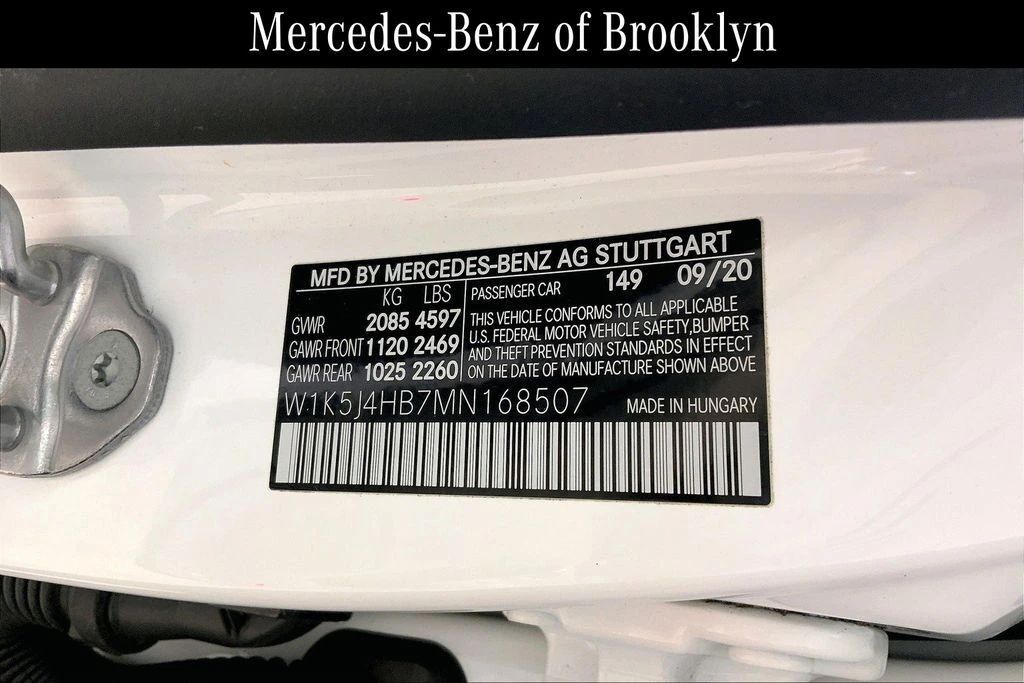 Mercedes-Benz of Brooklyn
MFD BY MERCEDES-BENZ AG STUTTGART
KG LBS
GVWR 2085 4597
GAWR FRONT 1120 2469
GAWR REAR 1025 2260
PASSENGER CAR 149 09/20
THIS VEHICLE CONFORMS TO ALL APPLICABLE
U.S. FEDERAL MOTOR VEHICLE SAFETY,BUMPER
AND THEFT PREVENTION STANDARDS IN EFFECT
ON THE DATE OF MANUFACTURE SHOWN ABOVE
W1K5J4HB7MN168507 MADE IN HUNGARY